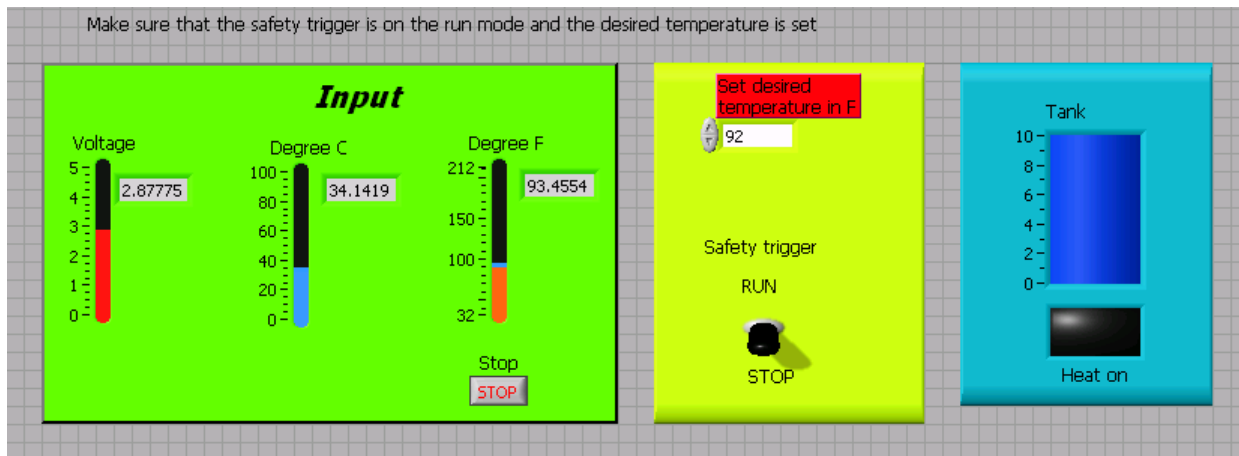 Make sure that the safety trigger is on the run mode and the desired temperature is set
Input
Voltage
5
4
3
2
1
0
2.87775
Degree C
100
80
60
40
20
0
34.1419
Degree F
212
150
100
32
93.4554
Stop
STOP
Set desired
temperature in F
92
Safety trigger
RUN
STOP
Tank
10
8
6
4
2
0
Heat on